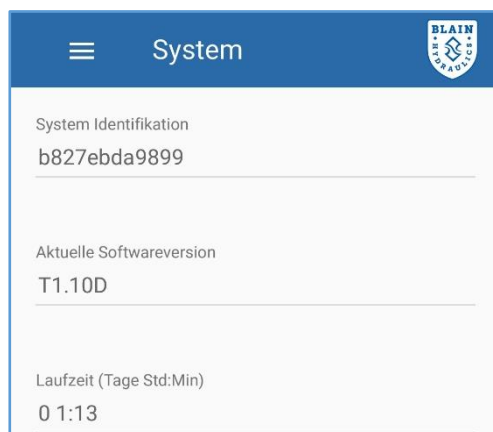 System
BLAIN
HYDRAULICS
System Identifikation
b827ebda9899
Aktuelle Softwareversion
T1.10D
Laufzeit (Tage Std:Min)
0 1:13